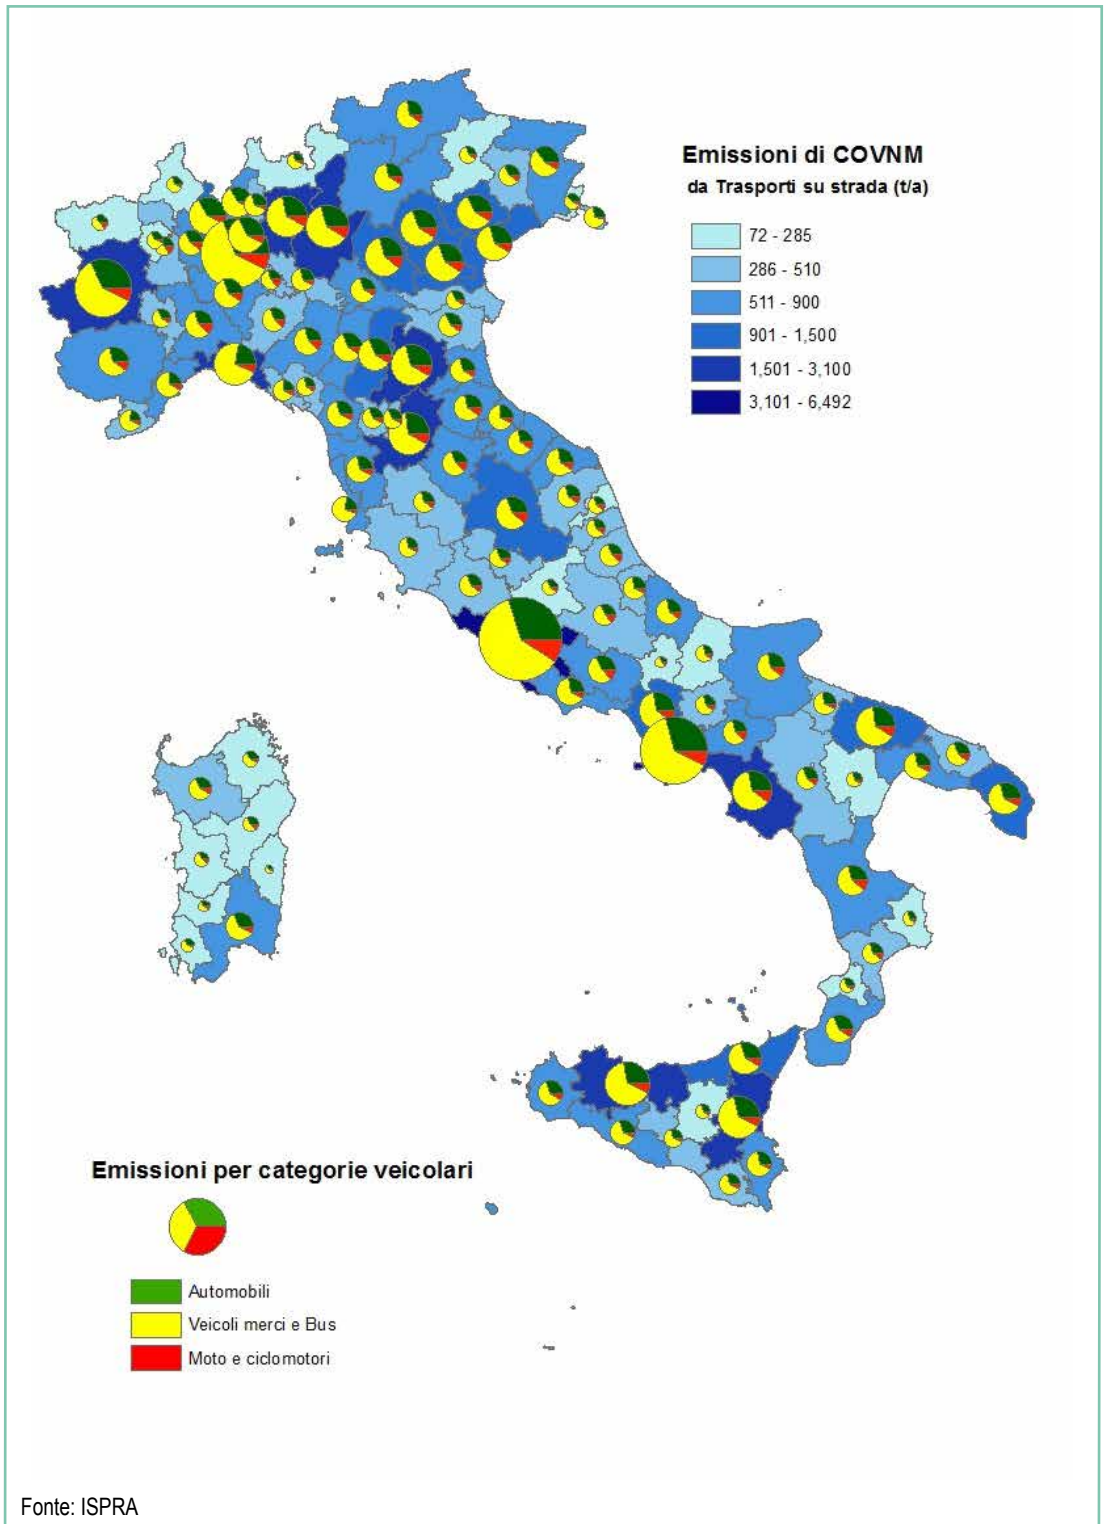 Emissioni di COVNM
da Trasporti su strada (t/a)
72 - 285
286 - 510
511 - 900
901 - 1,500
1,501 - 3,100
3,101 - 6,492
Emissioni per categorie veicolari
Automobili
Veicoli merci e Bus
Moto e ciclomotori
Fonte: ISPRA